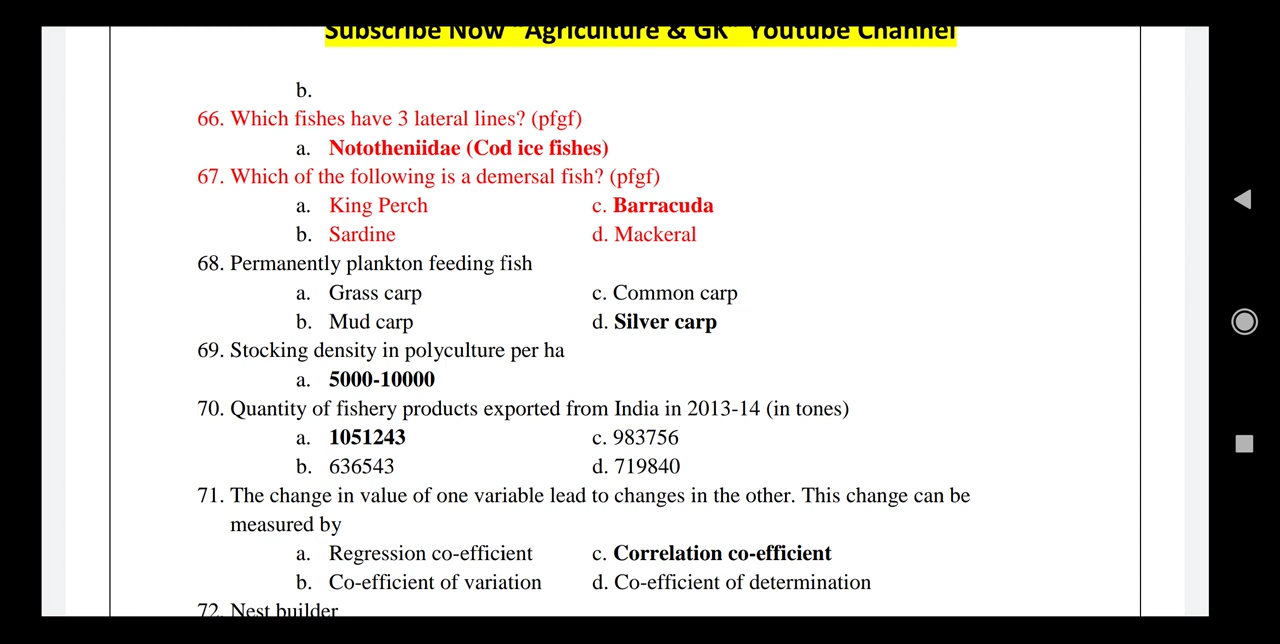 Subscribe Now "Agriculture & GK" Youtube Channel
b.
66. Which fishes have 3 lateral lines? (pfgf)
a. Nototheniidae (Cod ice fishes)
67. Which of the following is a demersal fish? (pfgf)
a. King Perch c. Barracuda
b. Sardine d. Mackeral
68. Permanently plankton feeding fish
a. Grass carp c. Common carp
b. Mud carp d. Silver carp
69. Stocking density in polyculture per ha
a. 5000-10000
70. Quantity of fishery products exported from India in 2013-14 (in tones)
a. 1051243 c. 983756
b. 636543 d. 719840
71. The change in value of one variable lead to changes in the other. This change can be
measured by
a. Regression co-efficient c. Correlation co-efficient
b. Co-efficient of variation d. Co-efficient of determination
72. Nest builder